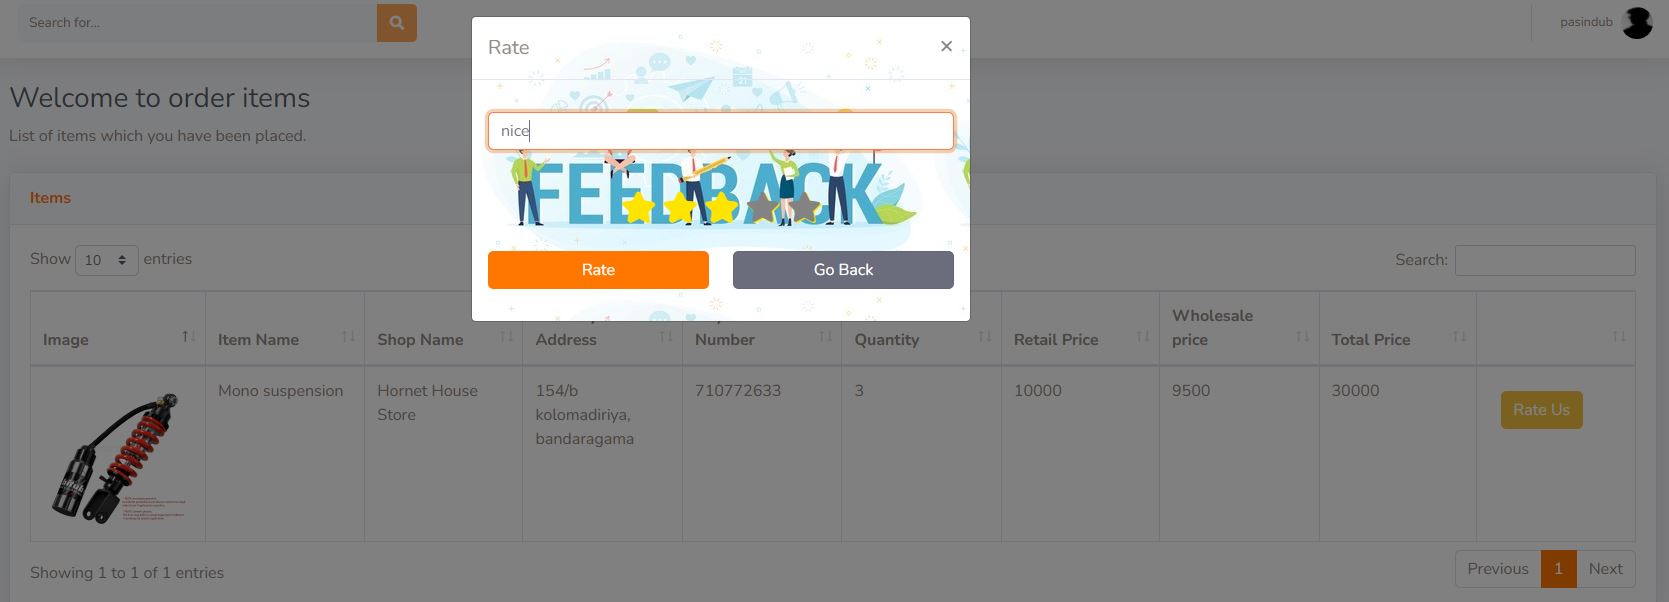 Search for...
pasindub
Rate
×
Welcome to order items
List of items which you have been placed.
21
nice
FEEDBACK
Rate
Go Back
Items
Show 10 entries
Search:
Image
Item Name
Shop Name
Address
Number
Quantity
Retail Price
Wholesale
price
Total Price
Mono suspension
Hornet House
Store
154/b
kolomadiriya,
bandaragama
710772633
3
10000
9500
30000
Rate Us
Showing 1 to 1 of 1 entries
Previous
1
Next